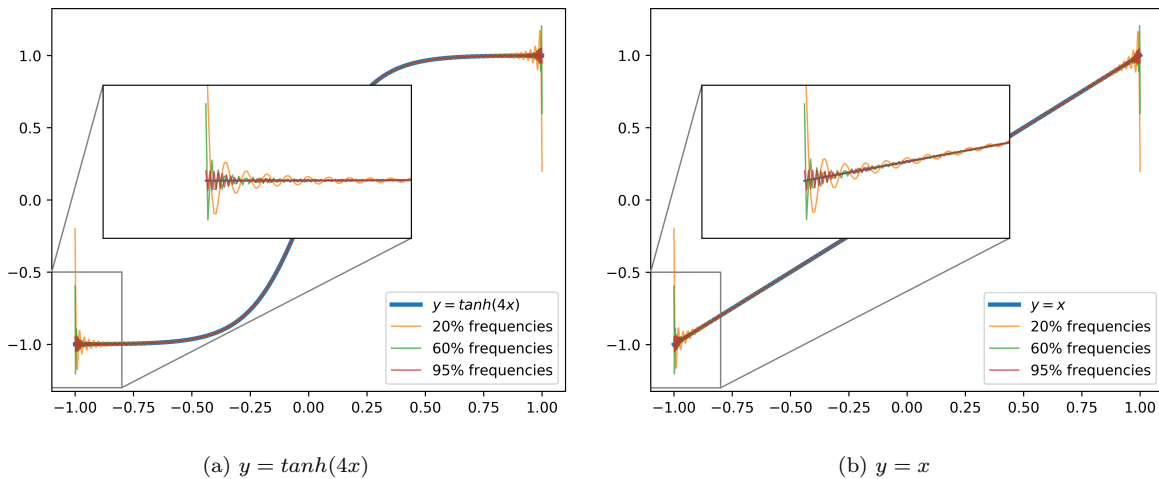 1.0
0.5
0.0
−0.5
−1.0
−1.00 −0.75 −0.50 −0.25 0.00 0.25 0.50 0.75 1.00
y = tanh(4x)
20% frequencies
60% frequencies
95% frequencies
(a) y = tanh(4x)
1.0
0.5
0.0
−0.5
−1.0
−1.00 −0.75 −0.50 −0.25 0.00 0.25 0.50 0.75 1.00
y = x
20% frequencies
60% frequencies
95% frequencies
(b) y = x